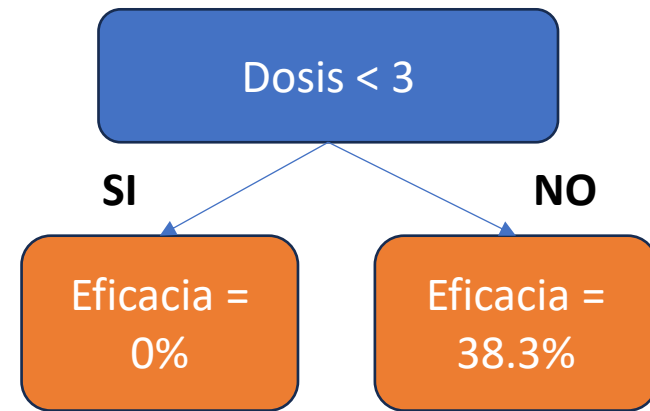 Dosis < 3
SI
NO
Eficacia =
0%
Eficacia =
38.3%